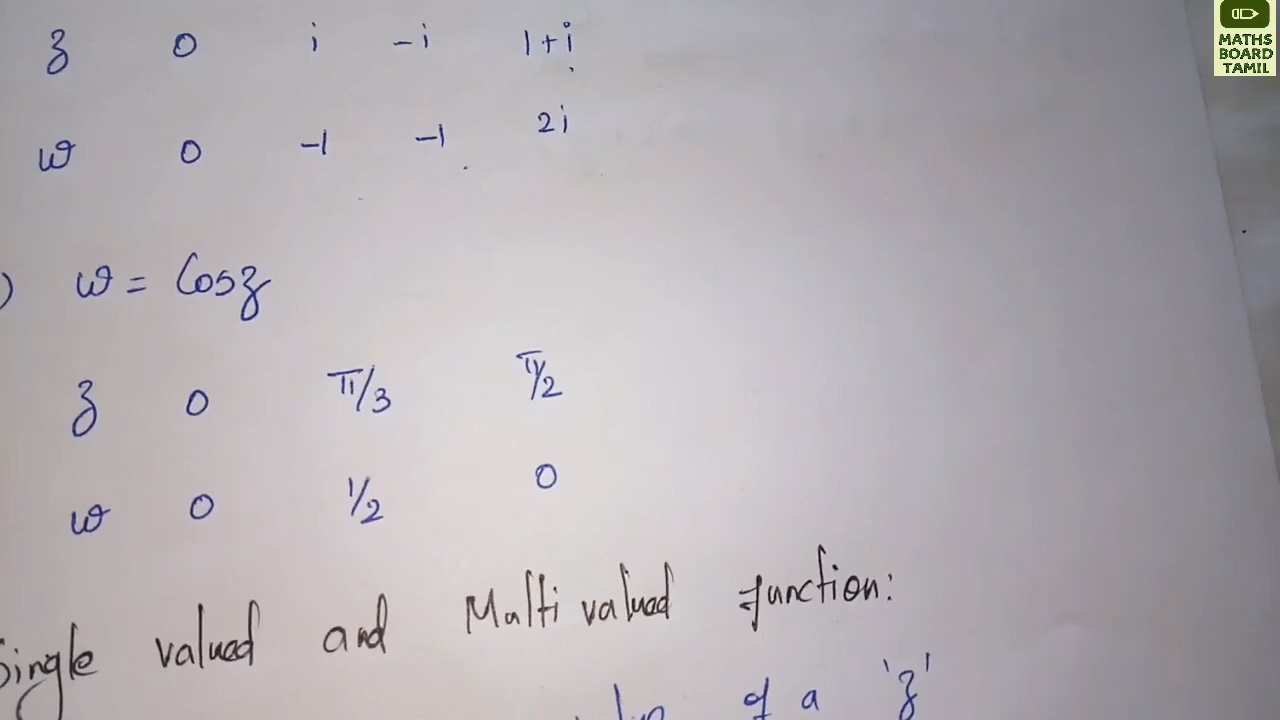 z 0 i -i 1+i
w 0 -1 -1 2i
) w = Cosz
z 0 π/3 π/2
w 0 1/2 0
Single valued and Multi valued function:
of a 'z'
MATHS
BOARD
TAMIL